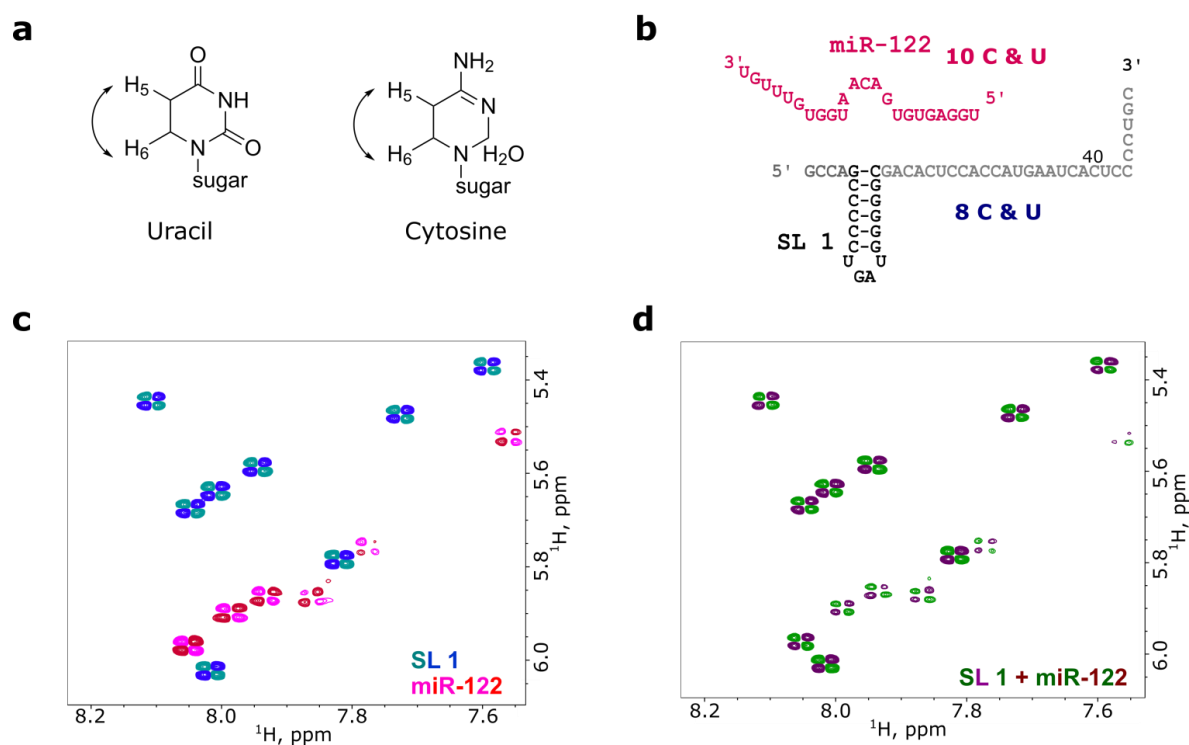 a
H5
H6
O
NH
N
O
sugar
Uracil
H5
H6
NH2
N
N
H2O
sugar
Cytosine
b
miR-122
10 C & U
3'
UGUUUG
UGGU
A
ACA
G
UGUGAGGU
5'
3'
C
G
U
C
C
40
5' GCCAG-CGACACUCCACCAUGAAUCACUCC
C-G
C-G
C-G
C-G
C-G
U U
GA
SL 1
8 C & U
c
SL 1
miR-122
8.2 8.0 7.8 7.6
1H, ppm
5.4
5.6
5.8
6.0
1H, ppm
d
SL 1 + miR-122
8.2 8.0 7.8 7.6
1H, ppm
5.4
5.6
5.8
6.0
1H, ppm